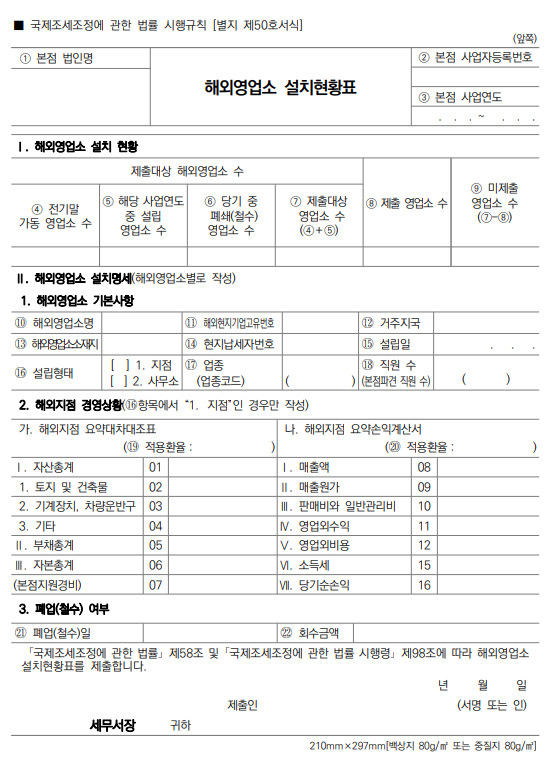 ■ 국제조세조정에 관한 법률 시행규칙 [별지 제50호서식]
(앞쪽)
① 본점 법인명
해외영업소 설치현황표
② 본점 사업자등록번호
③ 본점 사업연도
. . . ~ . . .
Ⅰ. 해외영업소 설치 현황
제출대상 해외영업소 수
④ 전기말
가동 영업소 수
⑤ 해당 사업연도
중 설립
영업소 수
⑥ 당기 중
폐쇄(철수)
영업소 수
⑦ 제출대상
영업소 수
(④+⑤)
⑧ 제출 영업소 수
⑨ 미제출
영업소 수
(⑦-⑧)
Ⅱ. 해외영업소 설치명세(해외영업소별로 작성)
1. 해외영업소 기본사항
⑩ 해외영업소명
⑪ 해외현지기업고유번호
⑫ 거주지국
⑬ 해외영업소소재지
⑭ 현지납세자번호
⑮ 설립일
. . .
⑯ 설립형태
[ ] 1. 지점
[ ] 2. 사무소
⑰ 업종
(업종코드)
( )
⑱ 직원 수
(본점파견 직원 수)
( )
2. 해외지점 경영상황(⑯항목에서 “1. 지점”인 경우만 작성)
가. 해외지점 요약대차대조표
(⑲ 적용환율 : )
나. 해외지점 요약손익계산서
(⑳ 적용환율 : )
Ⅰ. 자산총계 01 Ⅰ. 매출액 08
1. 토지 및 건축물 02 Ⅱ. 매출원가 09
2. 기계장치, 차량운반구 03 Ⅲ. 판매비와 일반관리비 10
3. 기타 04 Ⅳ. 영업외수익 11
Ⅱ. 부채총계 05 Ⅴ. 영업외비용 12
Ⅲ. 자본총계 06 Ⅵ. 소득세 15
(본점지원경비) 07 Ⅶ. 당기순손익 16
3. 폐업(철수) 여부
㉑ 폐업(철수)일 ㉒ 회수금액
「국제조세조정에 관한 법률」제58조 및「국제조세조정에 관한 법률 시행령」제98조에 따라 해외영업소
설치현황표를 제출합니다.
년 월 일
제출인 (서명 또는 인)
세무서장 귀하
210mm×297mm[백상지 80g/㎡ 또는 중질지 80g/㎡]